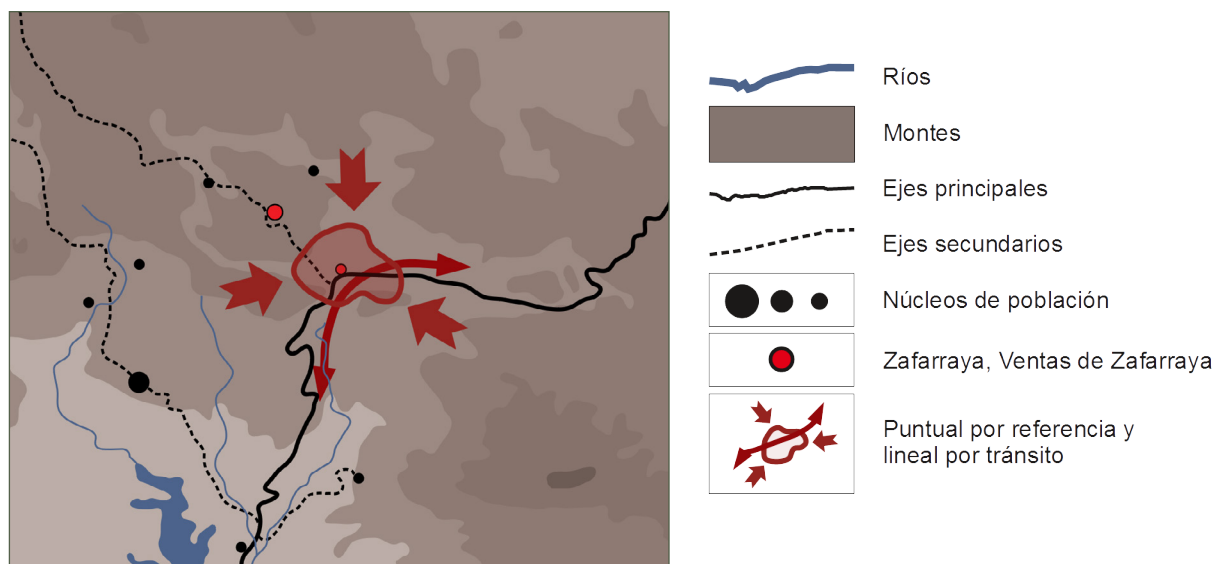 Ríos
Montes
Ejes principales
Ejes secundarios
Núcleos de población
Zafarraya, Ventas de Zafarraya
Puntual por referencia y
lineal por tránsito